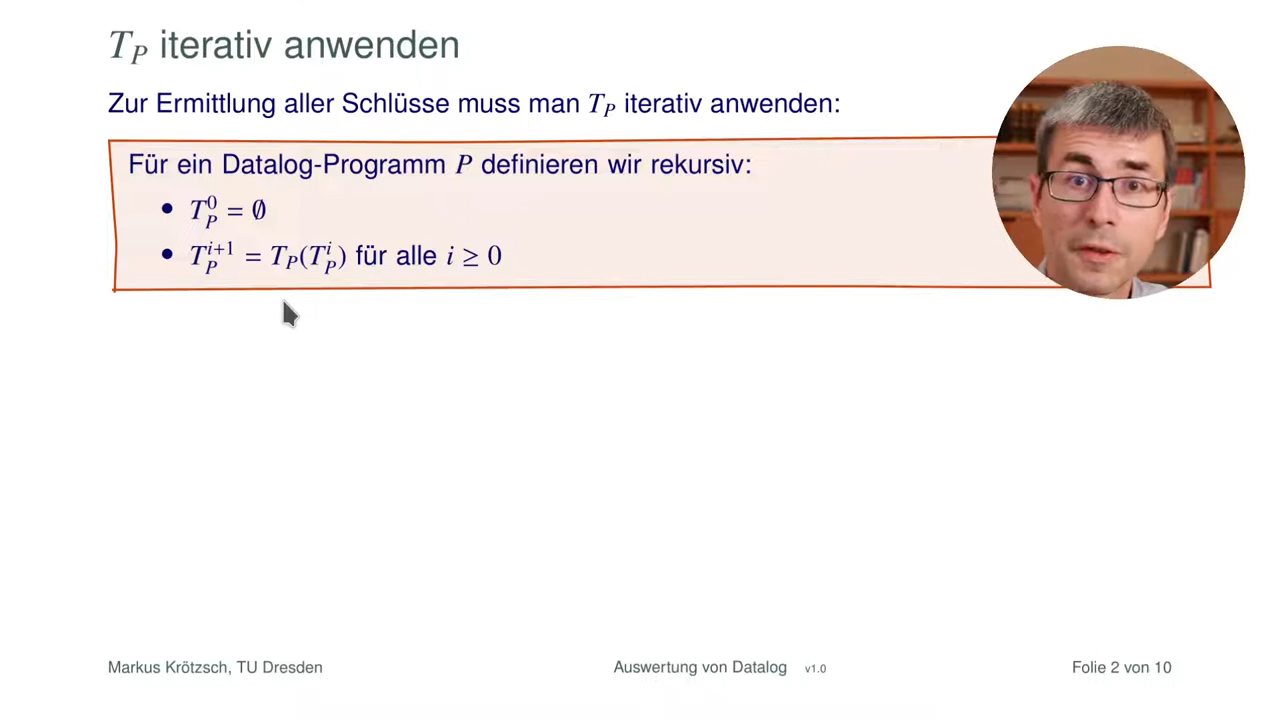 T_P iterativ anwenden
Zur Ermittlung aller Schlüsse muss man T_P iterativ anwenden:
Für ein Datalog-Programm P definieren wir rekursiv:
• T_P^0 = ∅
• T_P^{i+1} = T_P(T_P^i) für alle i ≥ 0
Markus Krötzsch, TU Dresden
Auswertung von Datalog v1.0
Folie 2 von 10